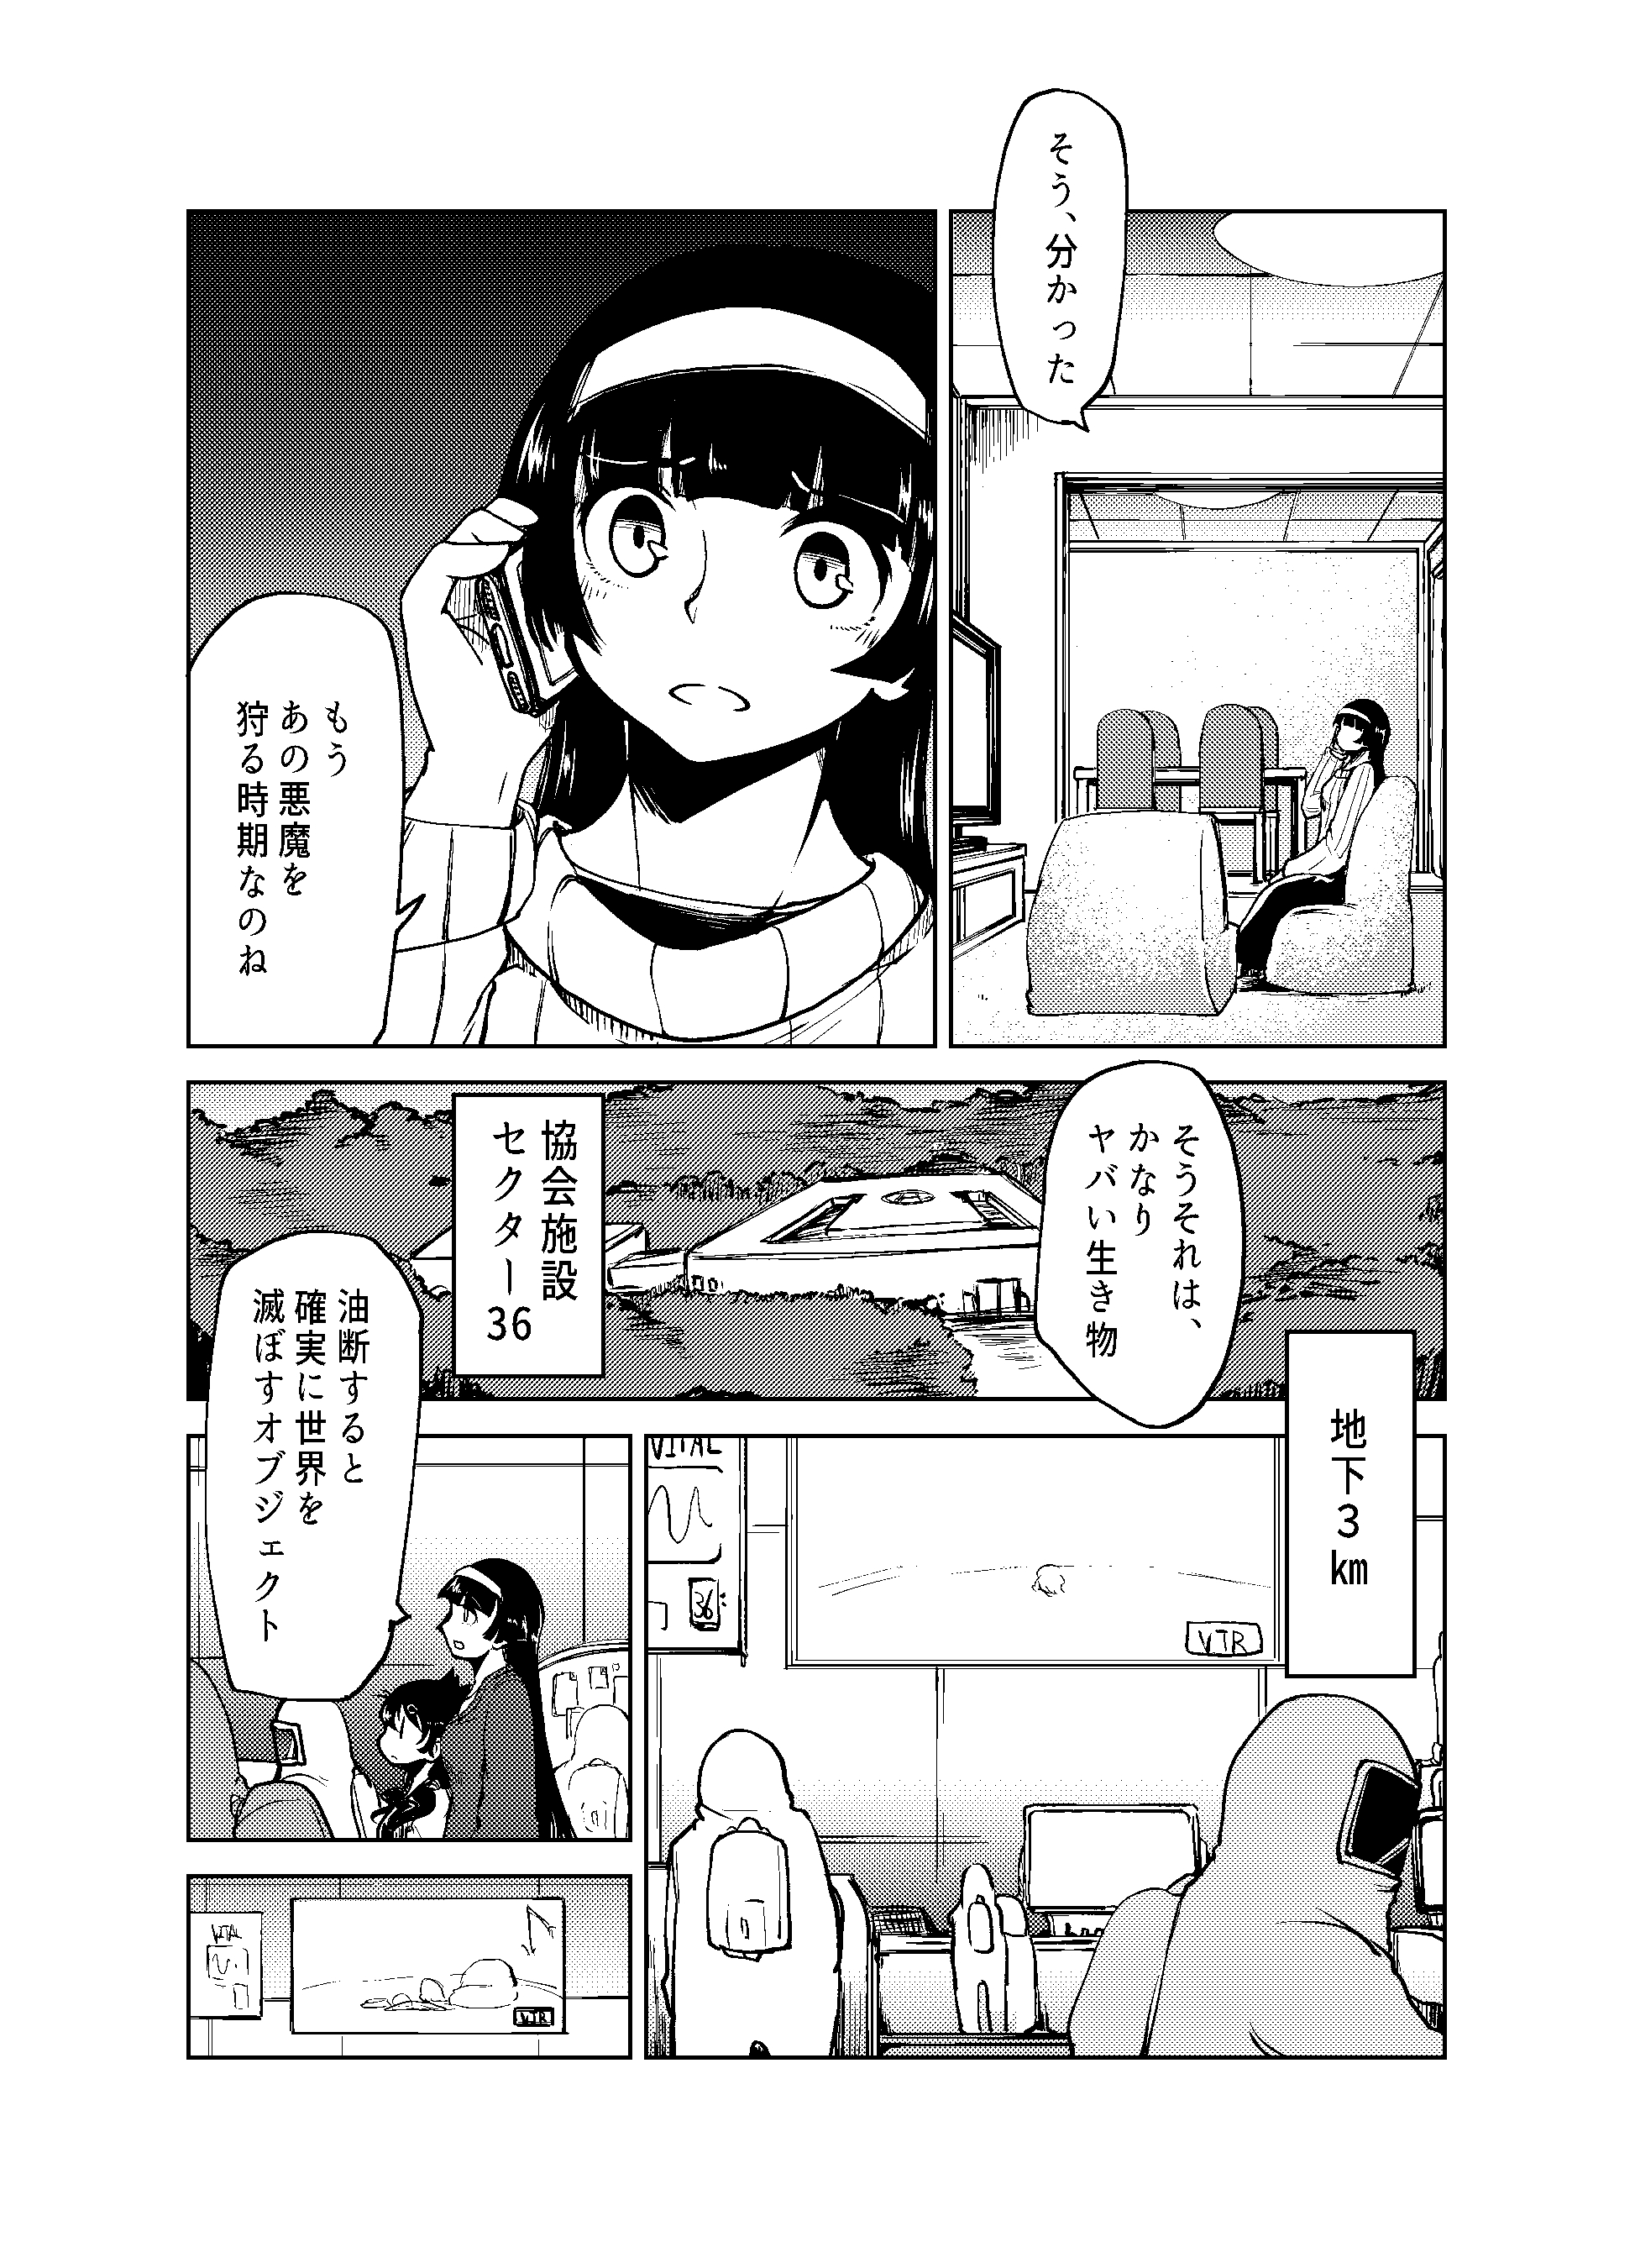 そう、分かった
もう
あの悪魔を
狩る時期なのね
そうそれは、
かなり
ヤバい生き物
協会施設
セクター36
地下3㎞
VITAL
36
VTR
油断すると
確実に世界を
滅ぼすオブジェクト
VITAL
VTR